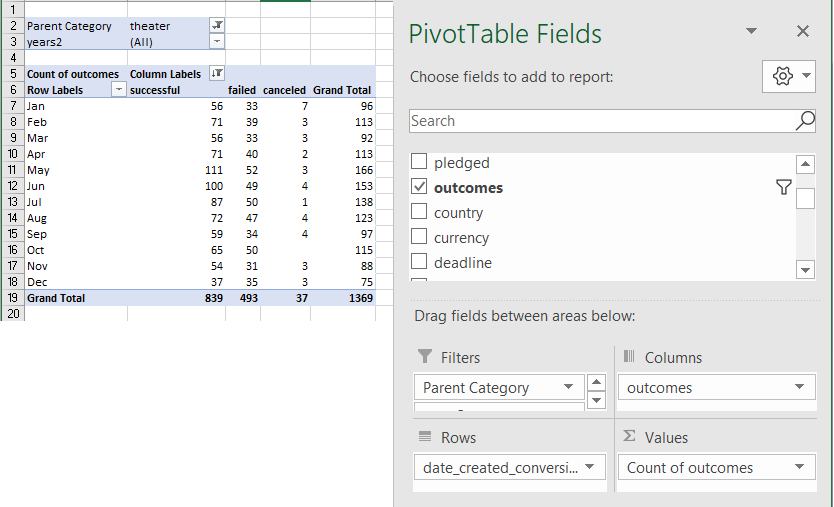 1
2 Parent Category theater
3 years2 (All)
4
5 Count of outcomes Column Labels
6 Row Labels successful failed canceled Grand Total
7 Jan 56 33 7 96
8 Feb 71 39 3 113
9 Mar 56 33 3 92
10 Apr 71 40 2 113
11 May 111 52 3 166
12 Jun 100 49 4 153
13 Jul 87 50 1 138
14 Aug 72 47 4 123
15 Sep 59 34 4 97
16 Oct 65 50 115
17 Nov 54 31 3 88
18 Dec 37 35 3 75
19 Grand Total 839 493 37 1369
20
PivotTable Fields
Choose fields to add to report:
Search
pledged
outcomes
country
currency
deadline
Drag fields between areas below:
Filters
Parent Category
Columns
outcomes
Rows
date_created_conversi...
Σ Values
Count of outcomes